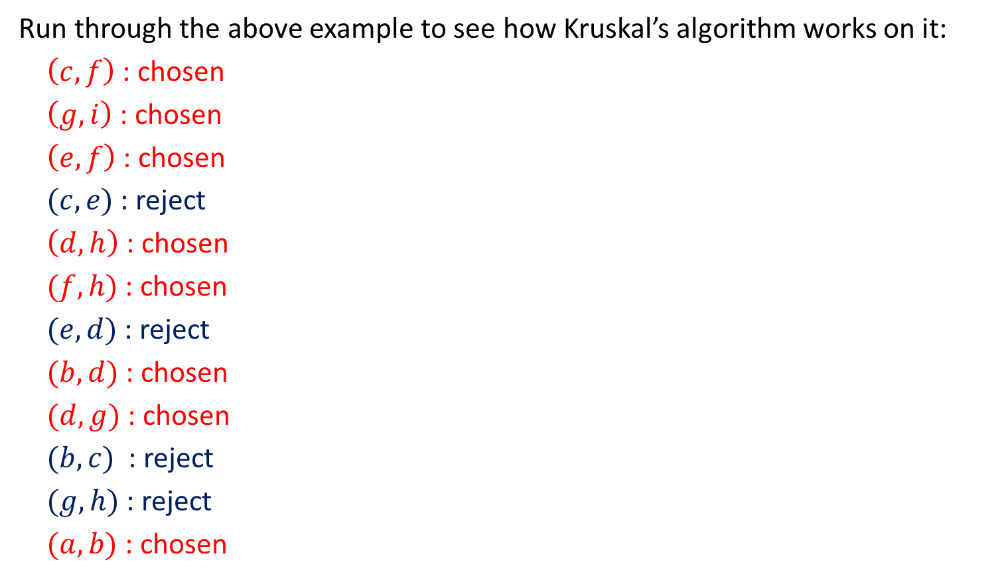 Run through the above example to see how Kruskal’s algorithm works on it:
(c, f) : chosen
(g, i) : chosen
(e, f) : chosen
(c, e) : reject
(d, h) : chosen
(f, h) : chosen
(e, d) : reject
(b, d) : chosen
(d, g) : chosen
(b, c) : reject
(g, h) : reject
(a, b) : chosen